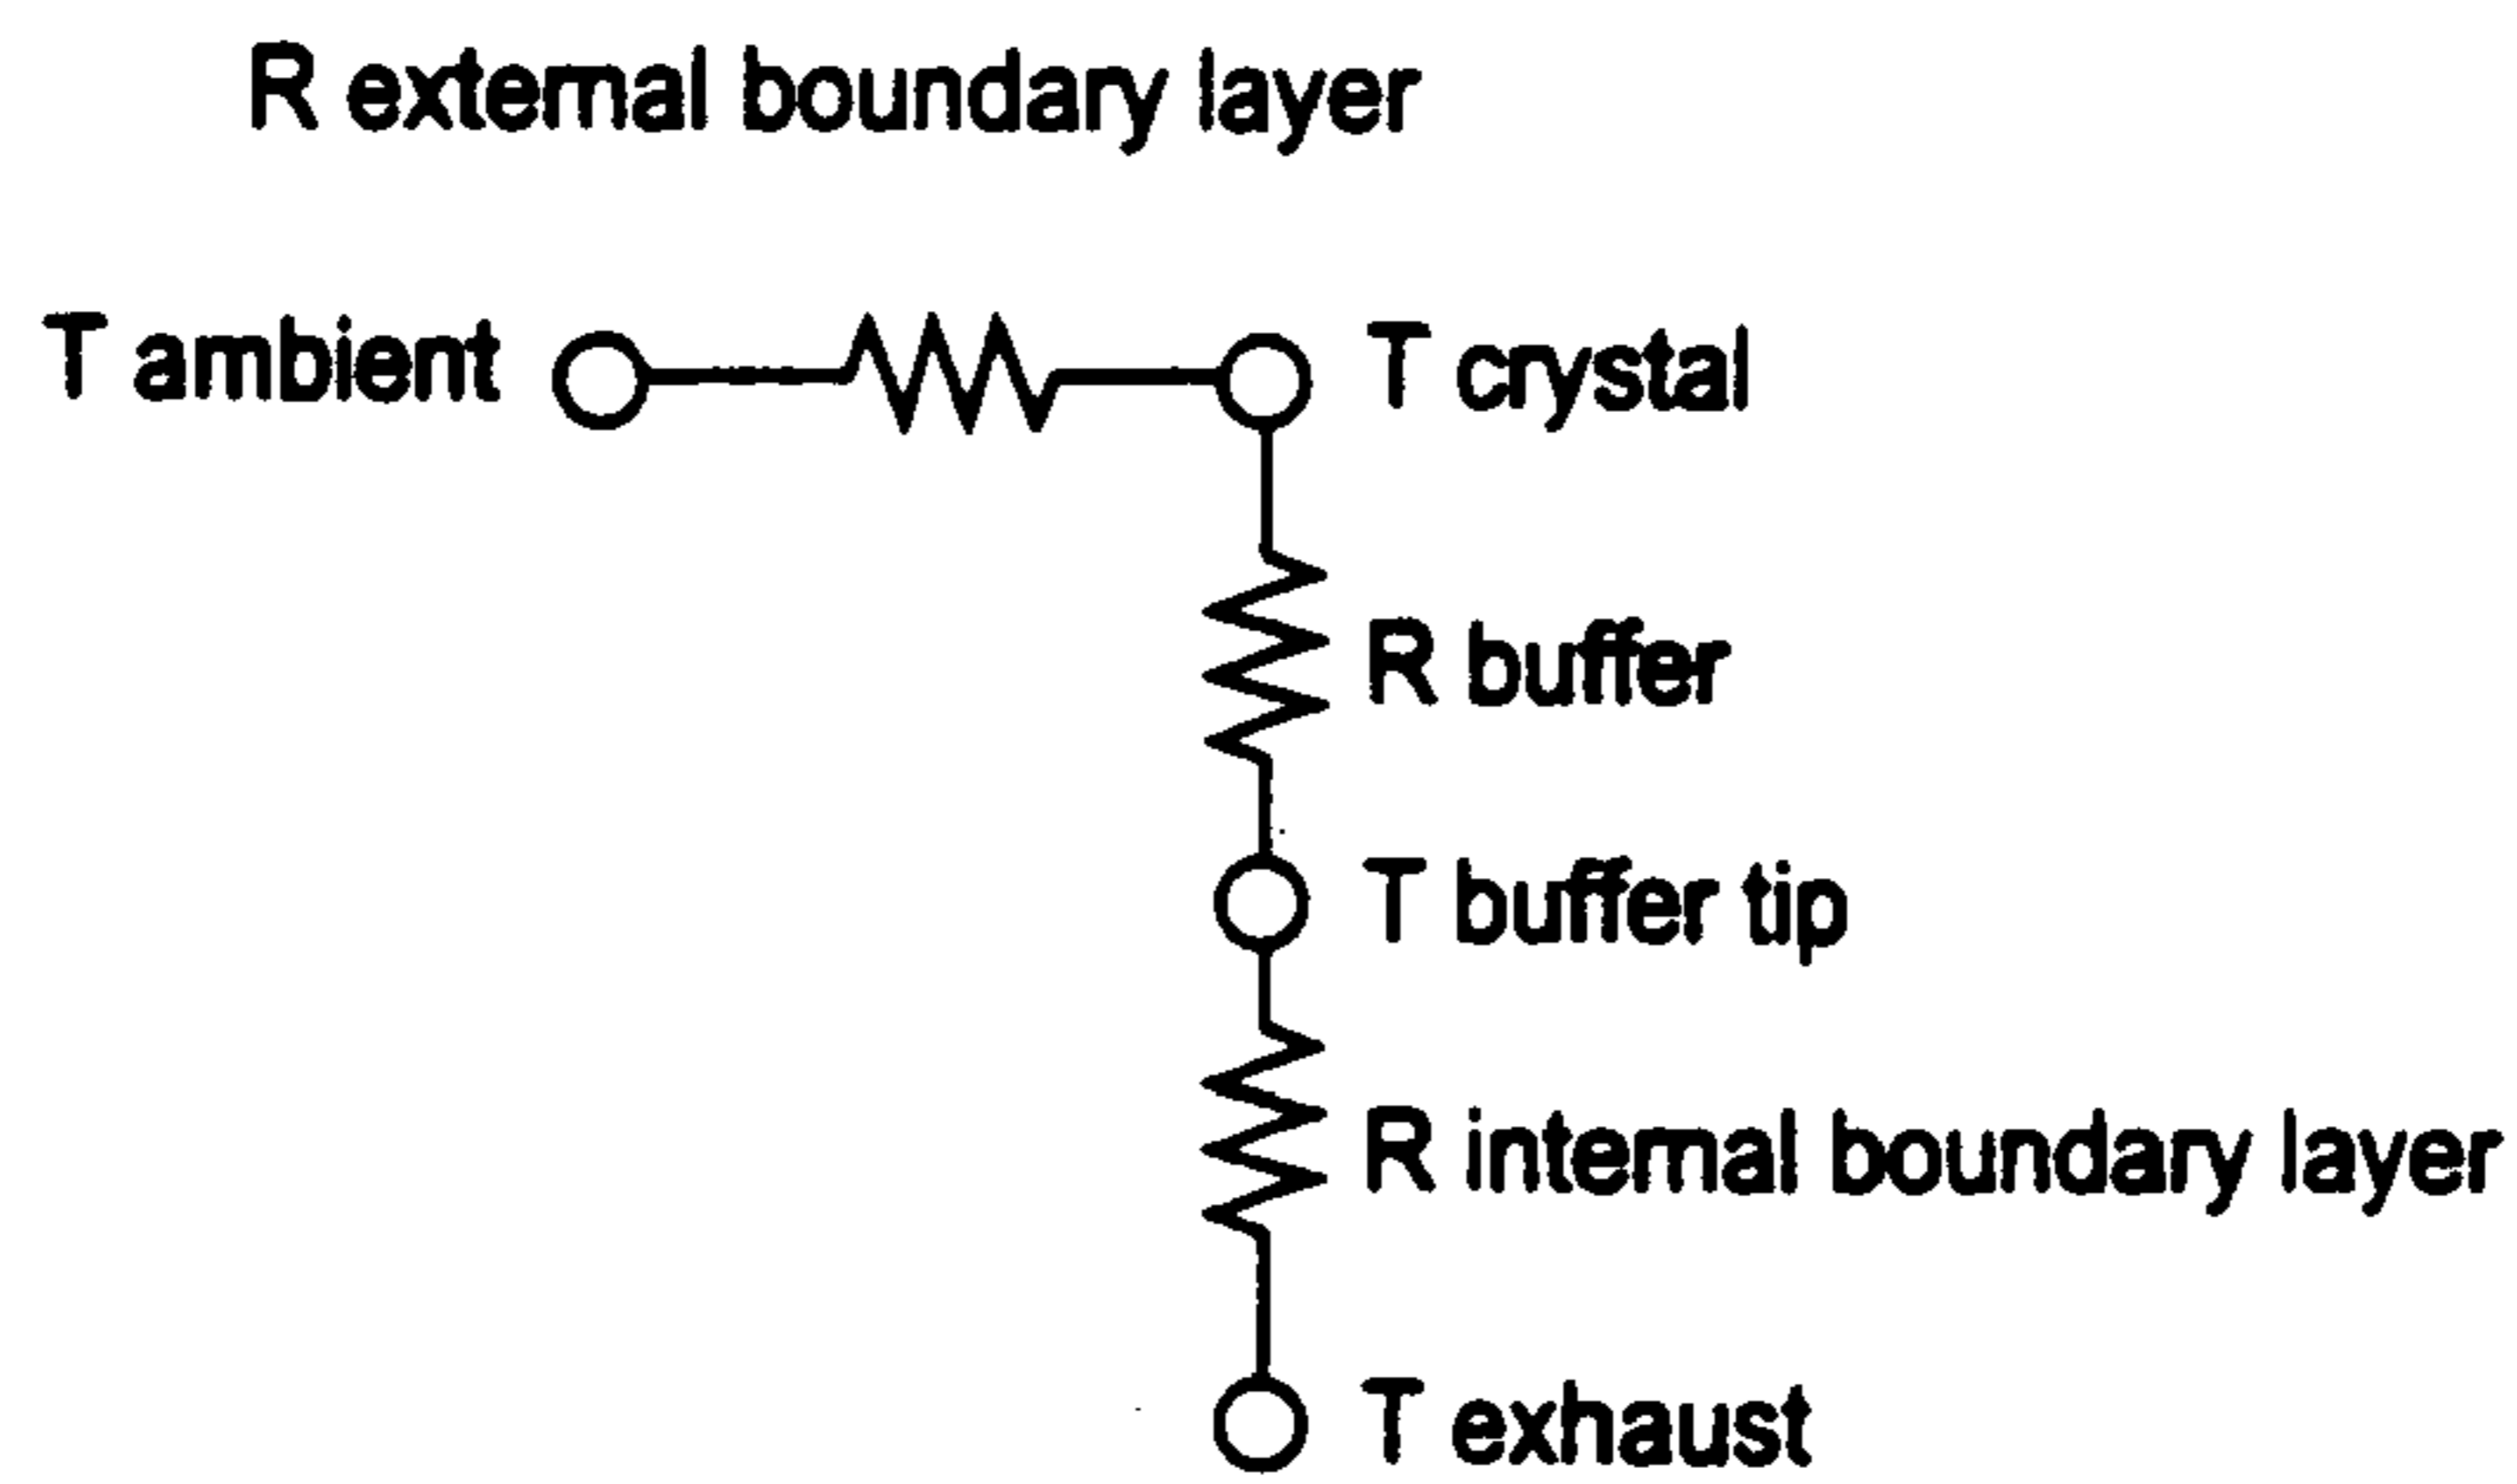 R external boundary layer
T ambient
T crystal
R buffer
T buffer tip
R internal boundary layer
T exhaust